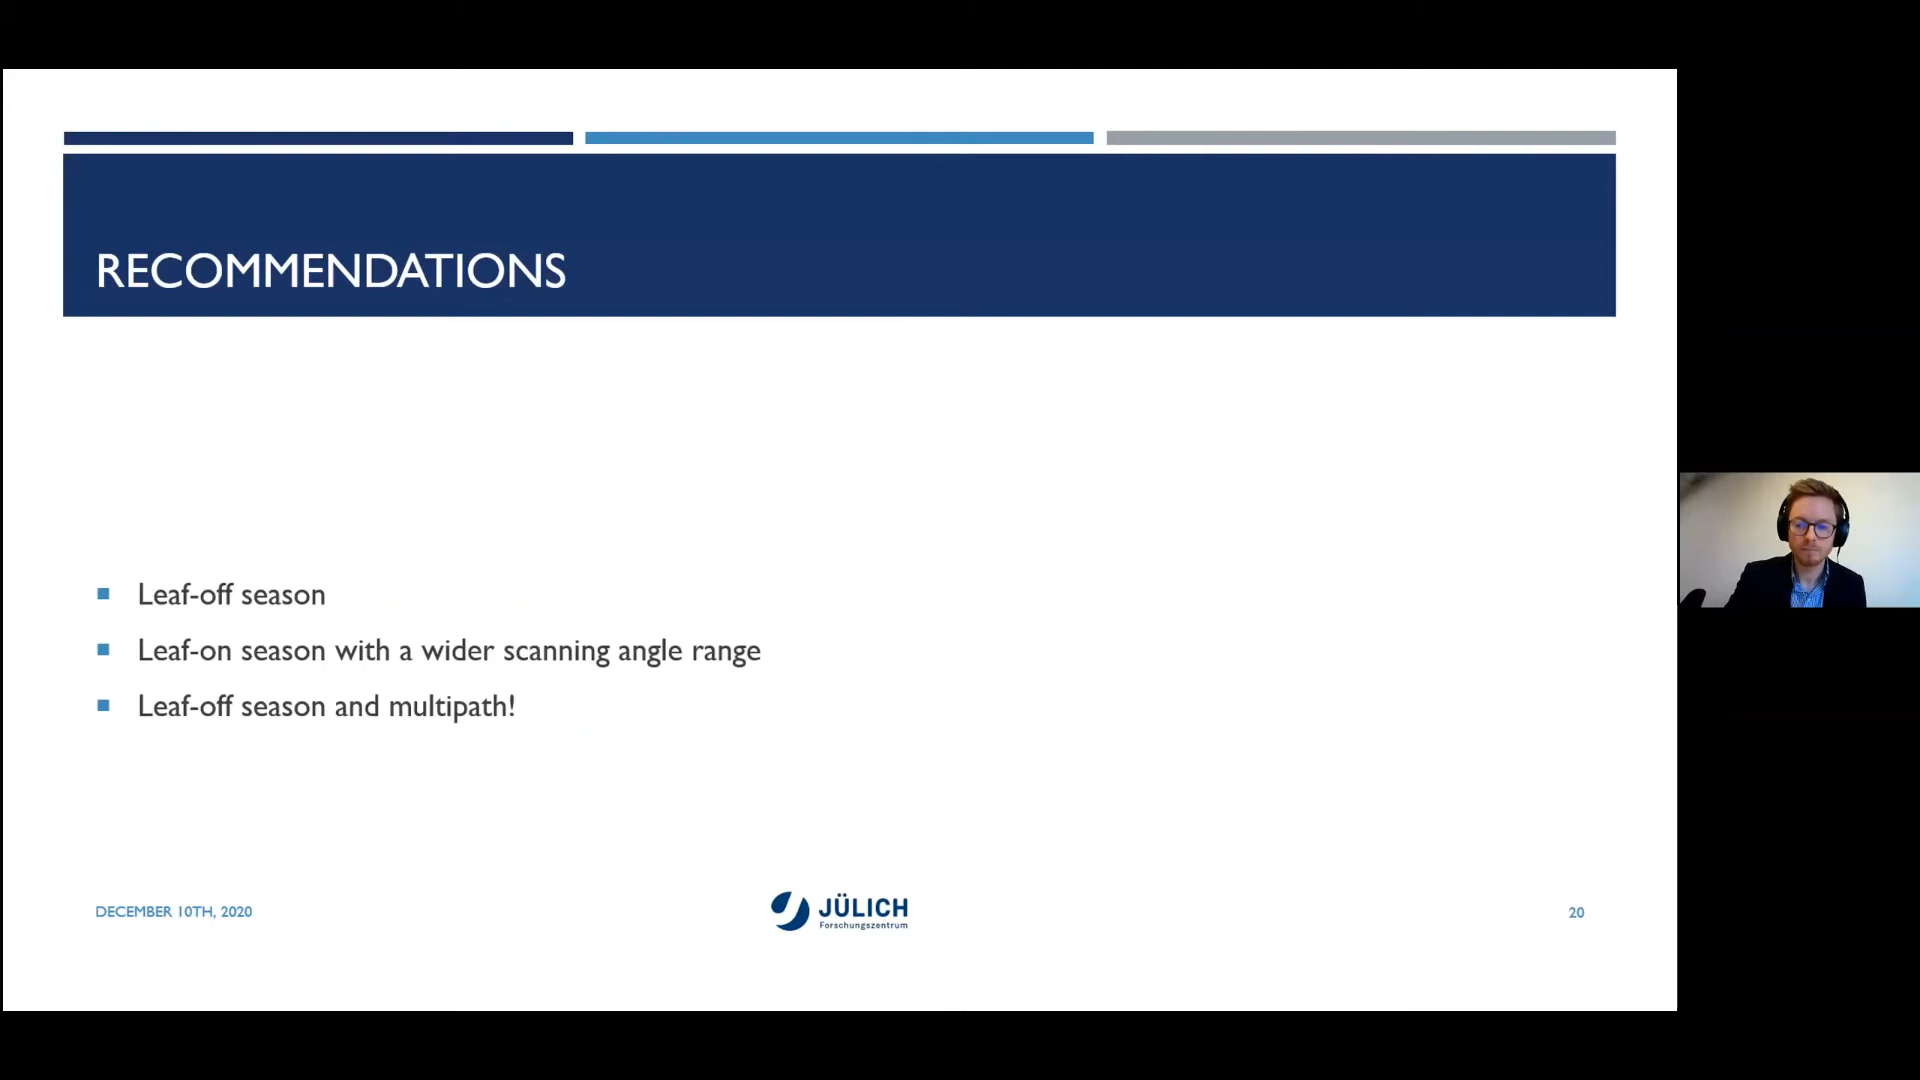 RECOMMENDATIONS
Leaf-off season
Leaf-on season with a wider scanning angle range
Leaf-off season and multipath!
DECEMBER 10TH, 2020
JÜLICH
Forschungszentrum
20